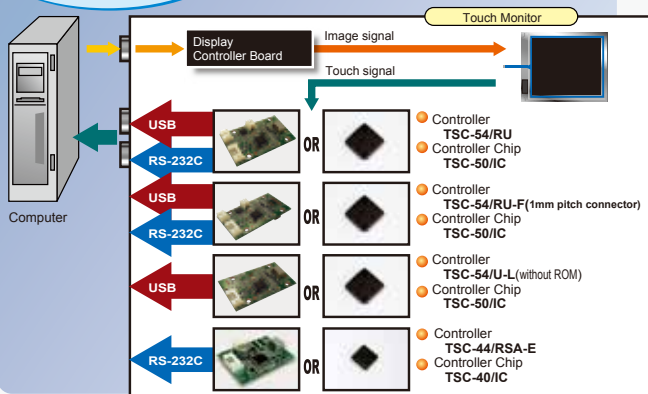 Touch Monitor
Display
Controller Board
Image signal
Touch signal
Computer
USB
RS-232C
OR
Controller
TSC-54/RU
Controller Chip
TSC-50/IC
USB
RS-232C
OR
Controller
TSC-54/RU-F(1mm pitch connector)
Controller Chip
TSC-50/IC
USB
OR
Controller
TSC-54/U-L(without ROM)
Controller Chip
TSC-50/IC
RS-232C
OR
Controller
TSC-44/RSA-E
Controller Chip
TSC-40/IC